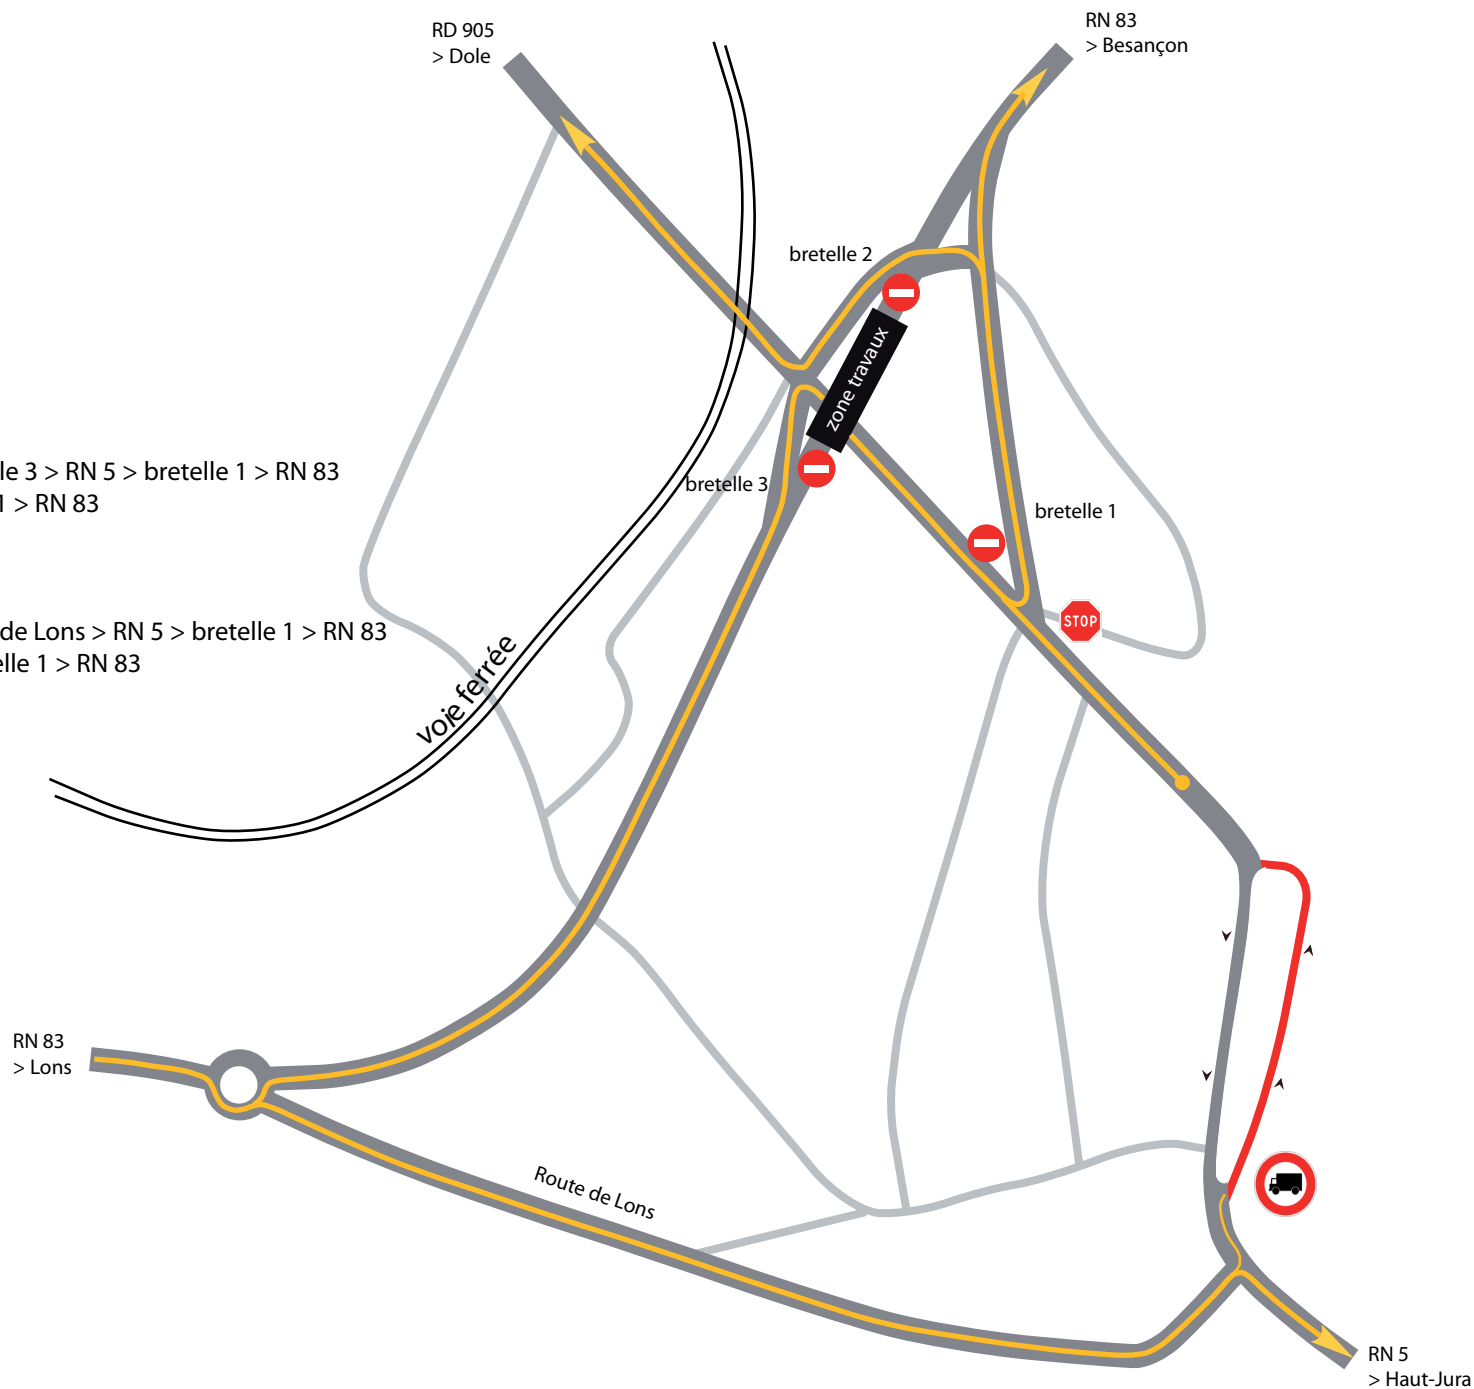 RD 905
> Dole
RN 83
> Besançon
bretelle 2
zone travaux
le 3 > RN 5 > bretelle 1 > RN 83
1 > RN 83
bretelle 3
bretelle 1
STOP
de Lons > RN 5 > bretelle 1 > RN 83
elle 1 > RN 83
voie ferrée
RN 83
> Lons
Route de Lons
RN 5
> Haut-Jura